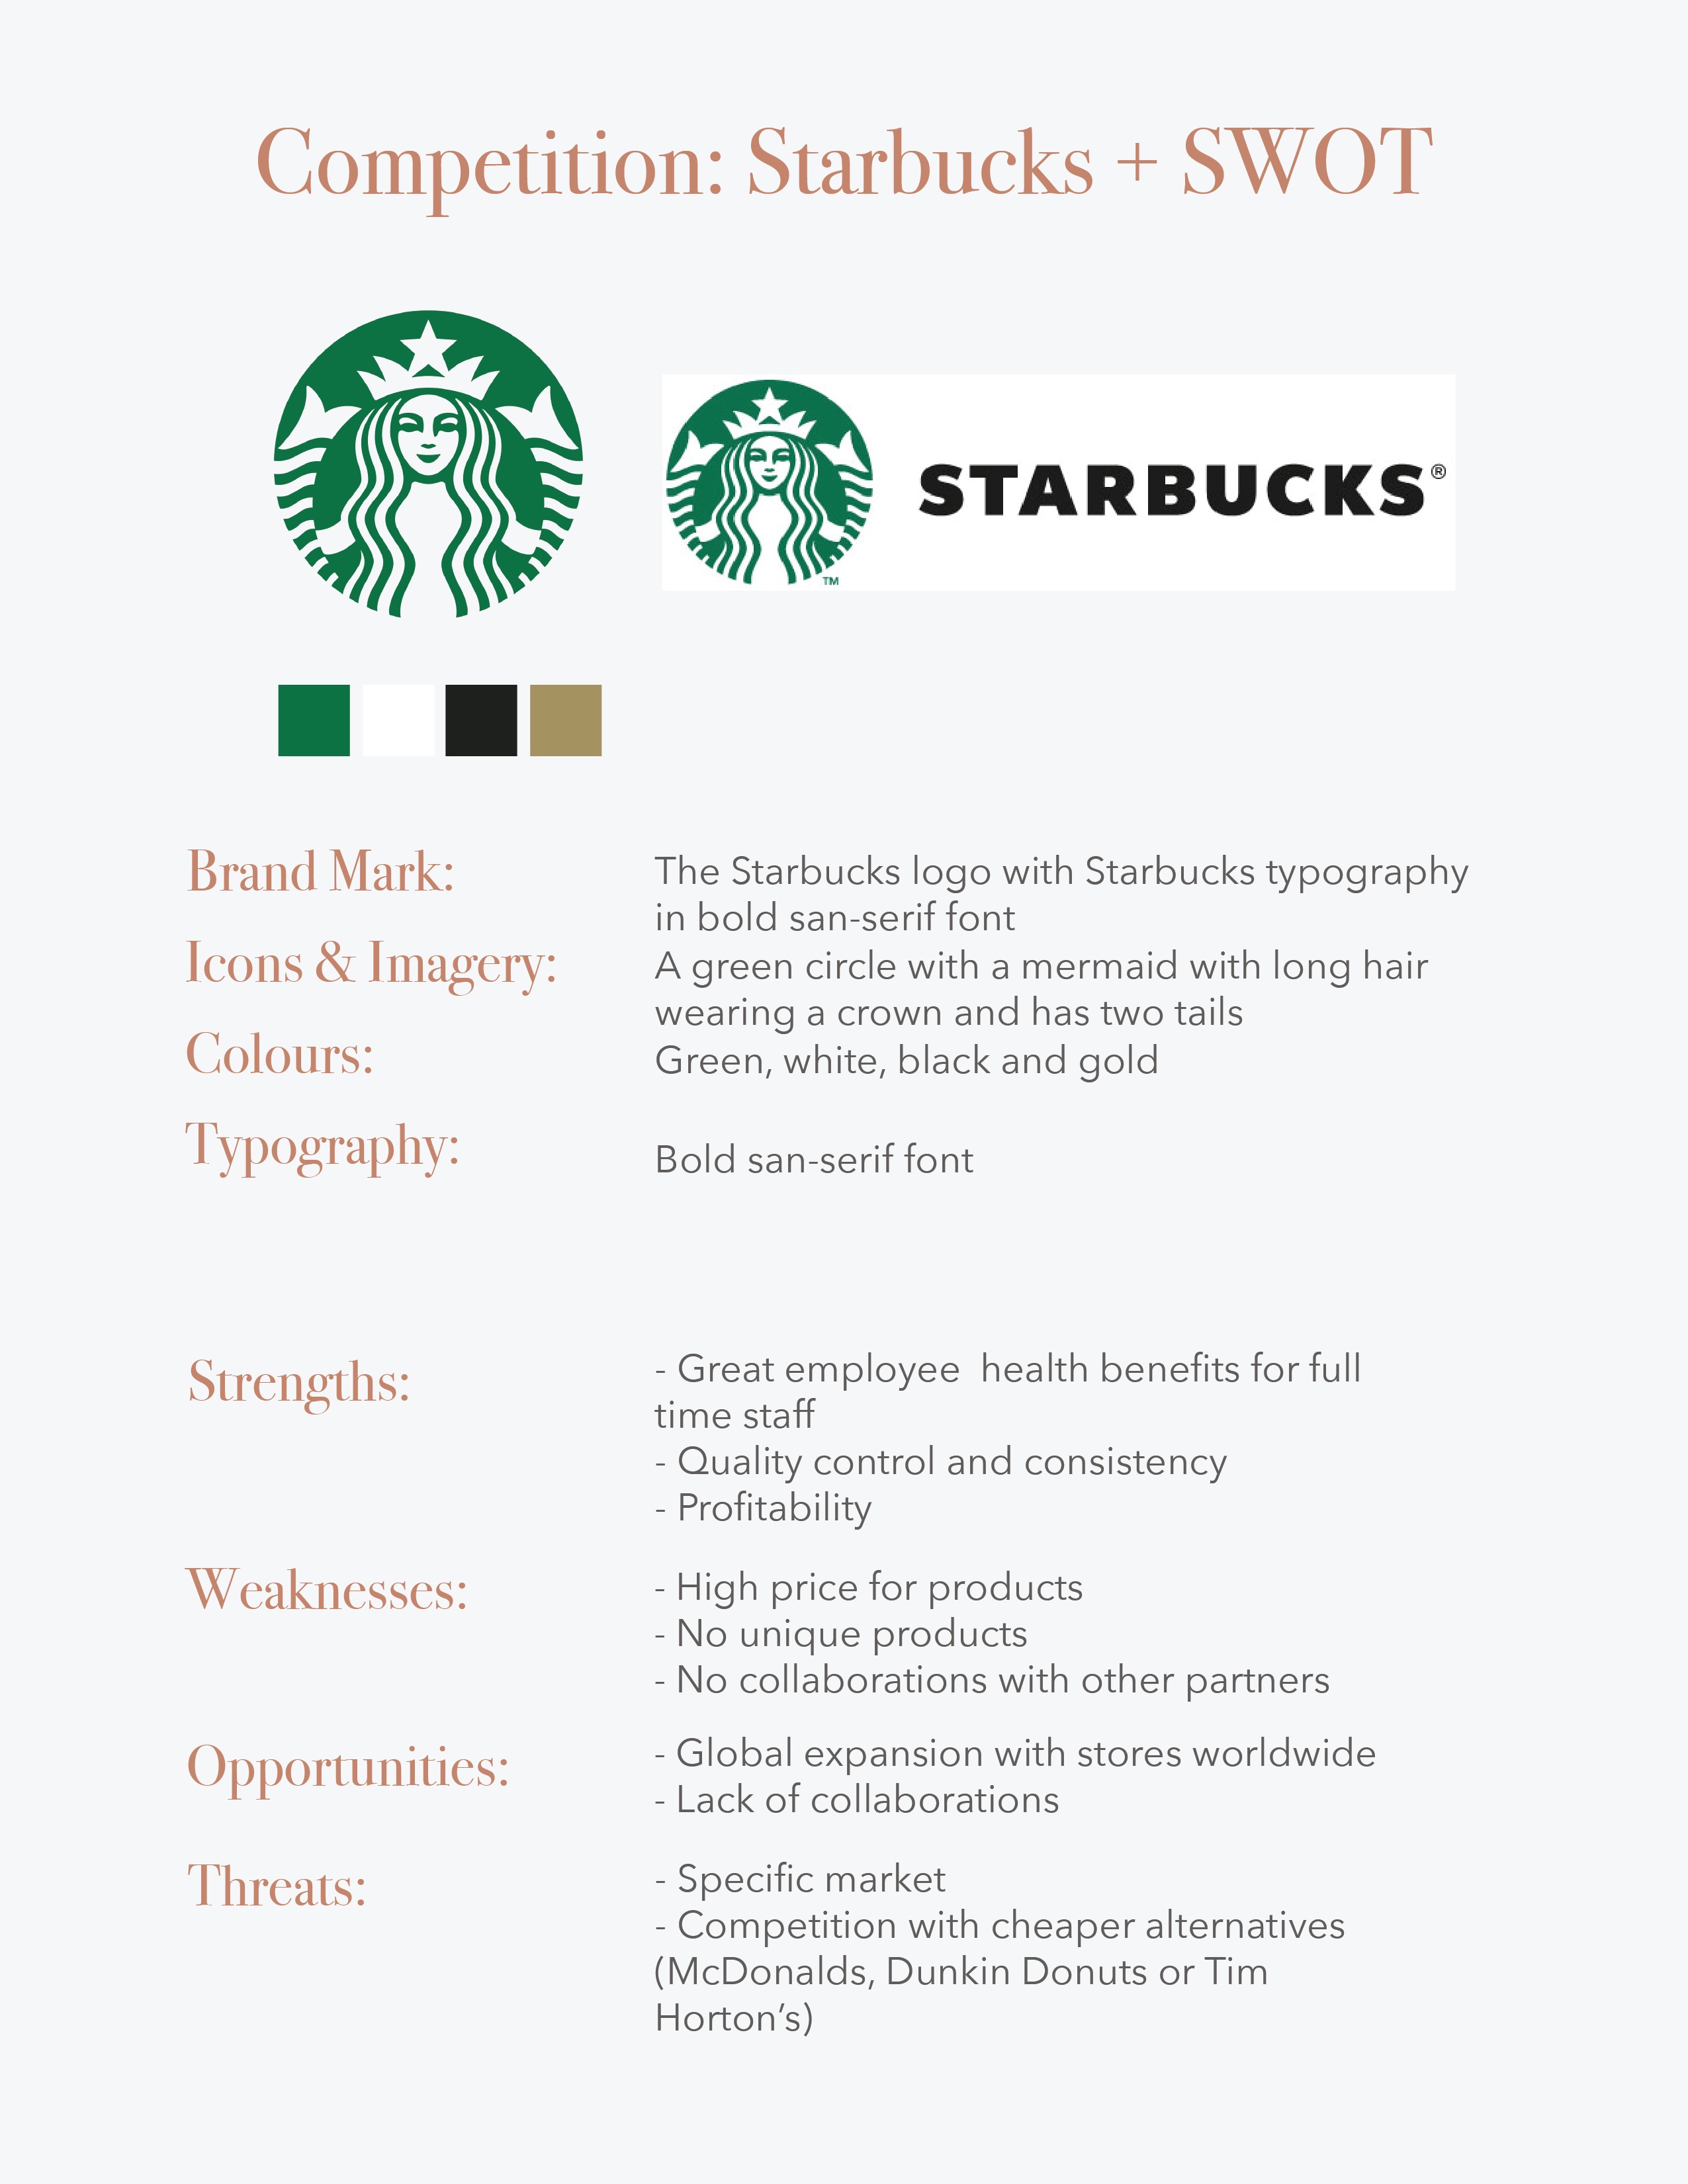 Competition: Starbucks + SWOT
STARBUCKS®
TM
Brand Mark:
The Starbucks logo with Starbucks typography
in bold san-serif font
Icons & Imagery:
A green circle with a mermaid with long hair
wearing a crown and has two tails
Colours:
Green, white, black and gold
Typography:
Bold san-serif font
Strengths:
- Great employee  health benefits for full
time staff
- Quality control and consistency
- Profitability
Weaknesses:
- High price for products
- No unique products
- No collaborations with other partners
Opportunities:
- Global expansion with stores worldwide
- Lack of collaborations
Threats:
- Specific market
- Competition with cheaper alternatives
(McDonalds, Dunkin Donuts or Tim
Horton’s)